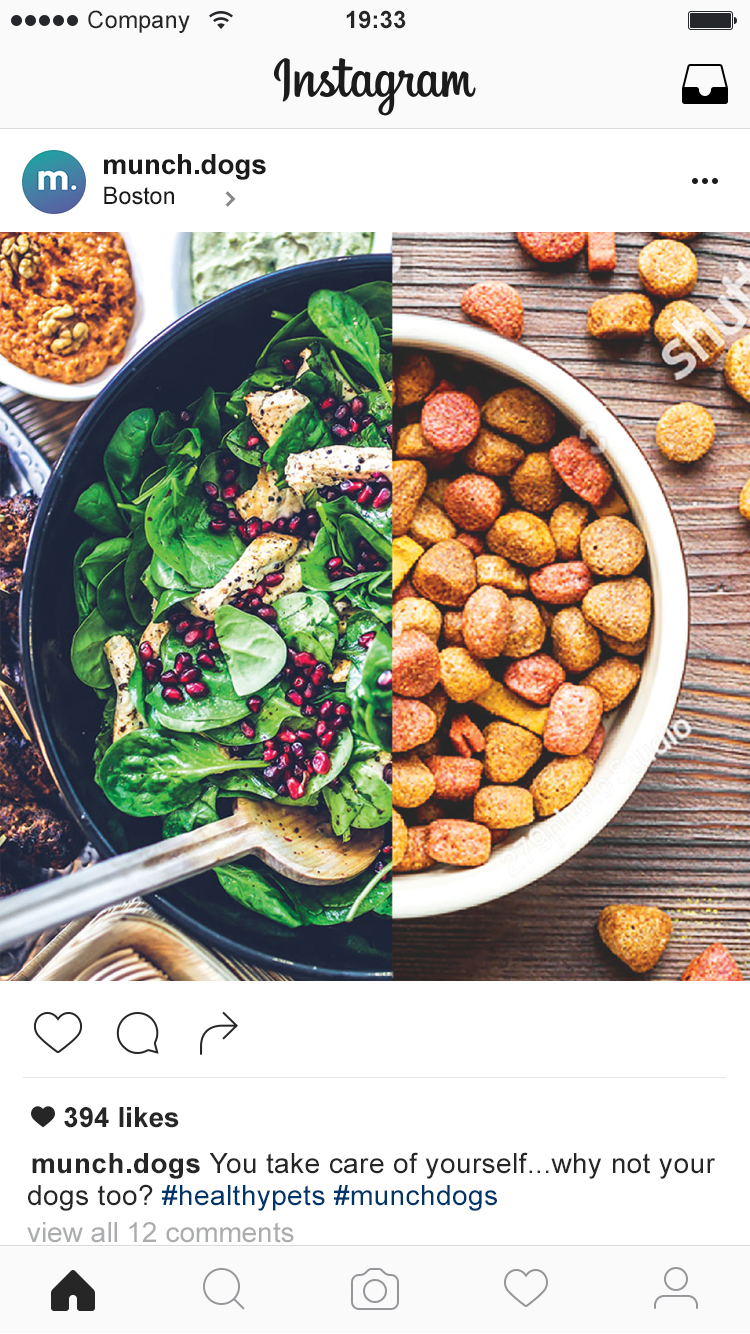 Company
19:33
Instagram
m.
munch.dogs
Boston
394 likes
munch.dogs You take care of yourself...why not your
dogs too? #healthypets #munchdogs
view all 12 comments